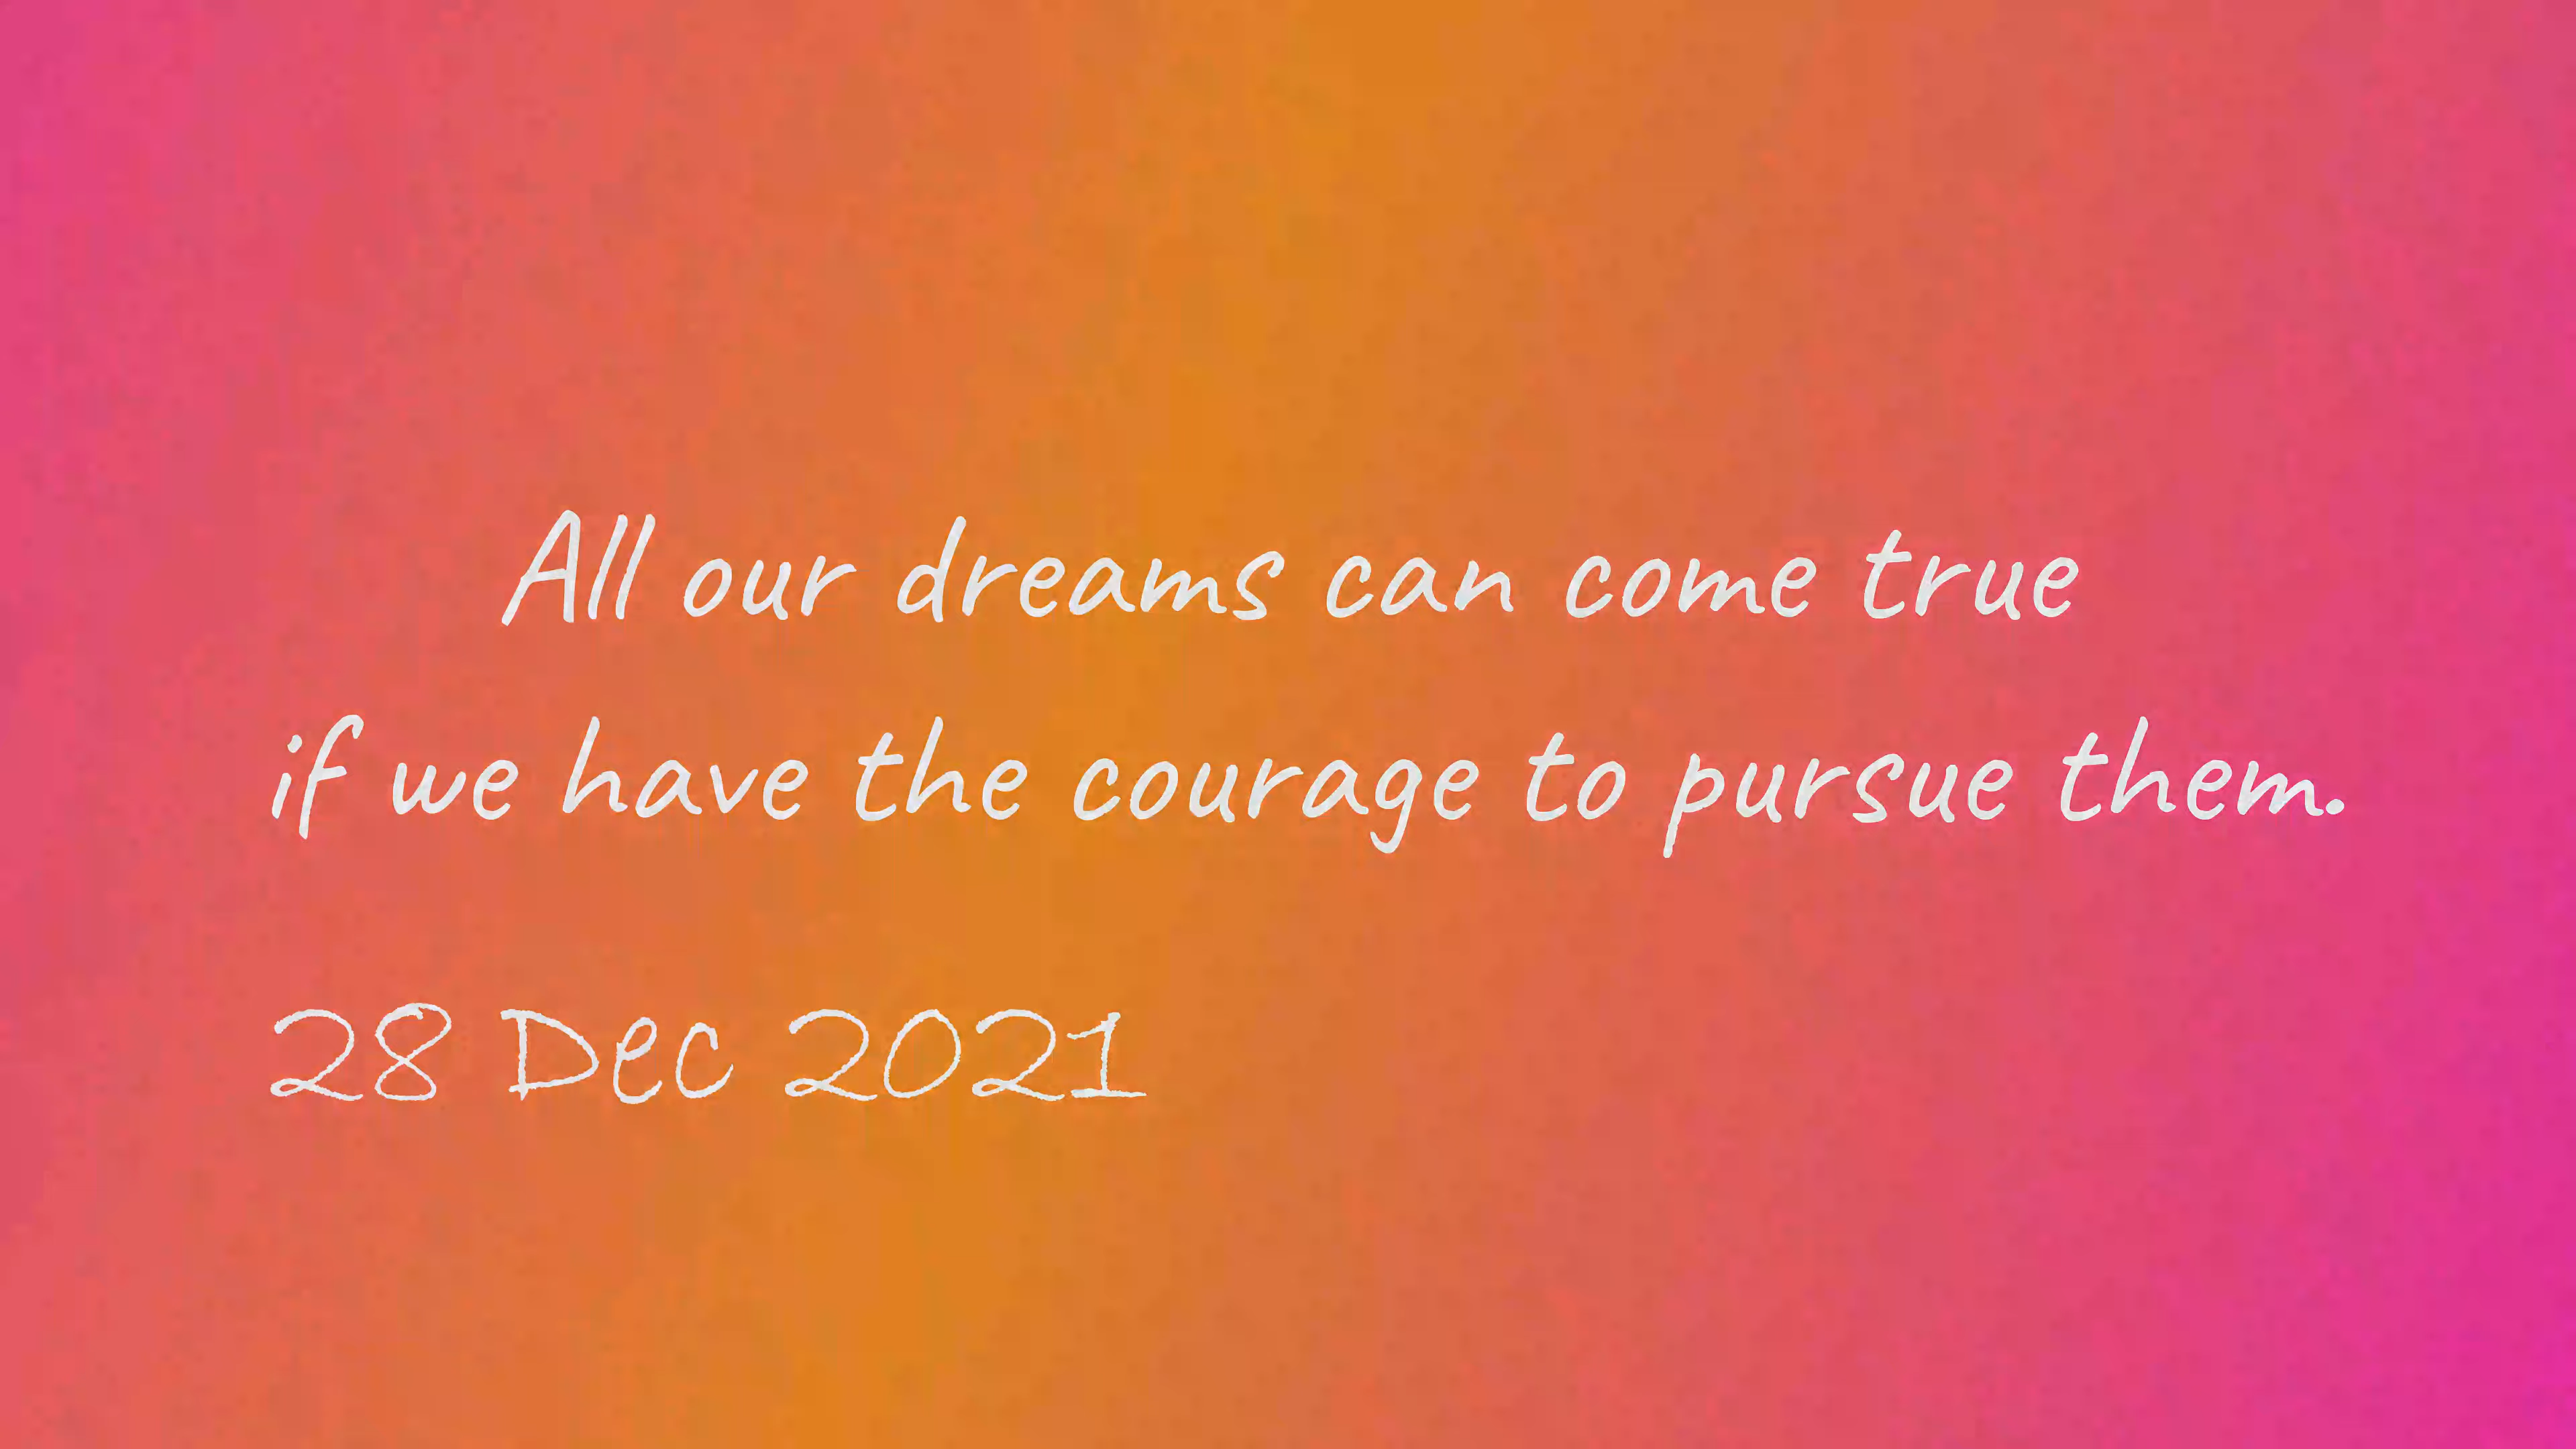 All our dreams can come true
if we have the courage to pursue them.
28 Dec 2021